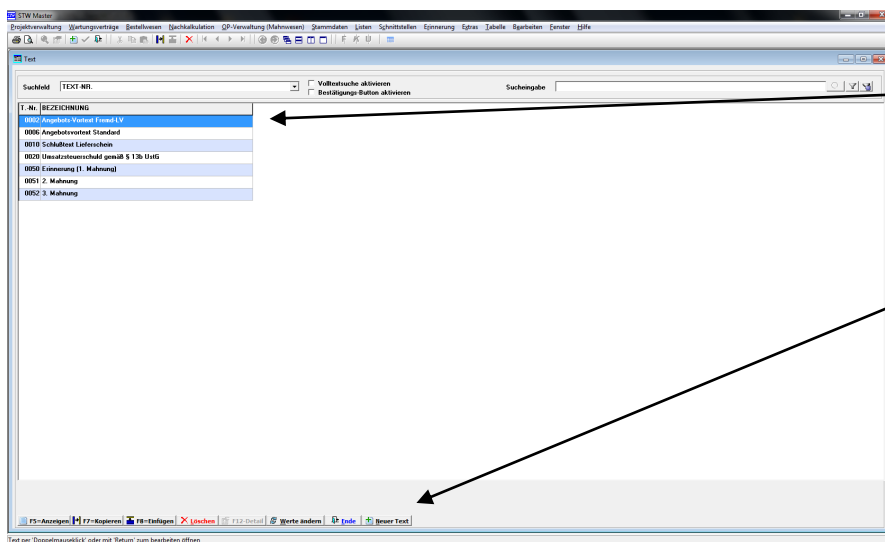 STW Master
Projektverwaltung Wartungsverträge Bestellwesen Nachkalkulation OP-Verwaltung (Mahnwesen) Stammdaten Listen Schnittstellen Erinnerung Extras Tabelle Bearbeiten Fenster Hilfe
Text
Suchfeld TEXT-NR. Volltextsuche aktivieren Sucheingabe
Bestätigungs-Button aktivieren
T.-Nr. BEZEICHNUNG
0002 Angebots-Vortext Fremd-LV
0006 Angebotsvortext Standard
0010 Schlußtext Lieferschein
0020 Umsatzsteuerschuld gemäß § 13b UstG
0050 Erinnerung (1. Mahnung)
0051 2. Mahnung
0052 3. Mahnung
F5=Anzeigen F7=Kopieren F8=Einfügen Löschen F12-Detail Werte ändern Ende Neuer Text
Text per 'Doppelmauseklick' oder mit 'Return' zum bearbeiten öffnen